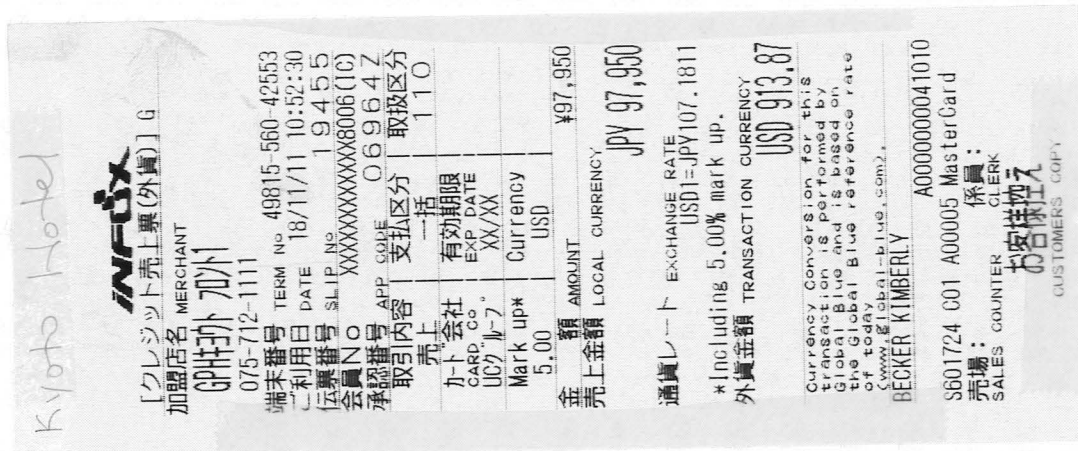 Kyoto Hotel
INFOX
[クレジット売上票(外貨)] G
加盟店名 MERCHANT
GPHキョウト フロント1
075-712-1111
端末番号 TERM No 49815-560-42553
ご利用日 DATE 18/11/11 10:52:30
伝票番号 SLIP No 19455
会員No XXXXXXXXXXXX8006(IC)
承認番号 APP CODE 069964Z
取引内容 支払区分 取扱区分
売上 一括 110
カード会社 有効期限
CARD CO EXP DATE
UCグループ XX/XX
Mark up* Currency
5.00 USD
金 額 AMOUNT ¥97,950
売上金額 LOCAL CURRENCY
JPY 97,950
通貨レート EXCHANGE RATE
USD1=JPY107.1811
*Including 5.00% mark up.
外貨金額 TRANSACTION CURRENCY
USD 913.87
Currency Conversion for this
transaction is performed by
Global Blue and is based on
the Global Blue reference rate
of today
(www.global-blue.com).
BECKER KIMBERLY
A0000000041010
S601724 C01 A00005 MasterCard
売場: 係員:
SALES COUNTER CLERK
お客様控え
CUSTOMERS COPY